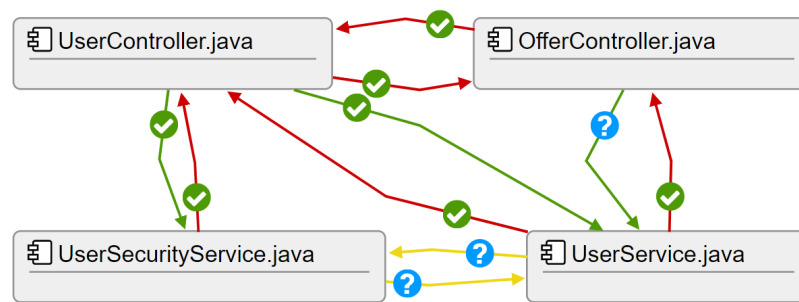 UserController.java
OfferController.java
?
UserSecurityService.java
?
?
UserService.java